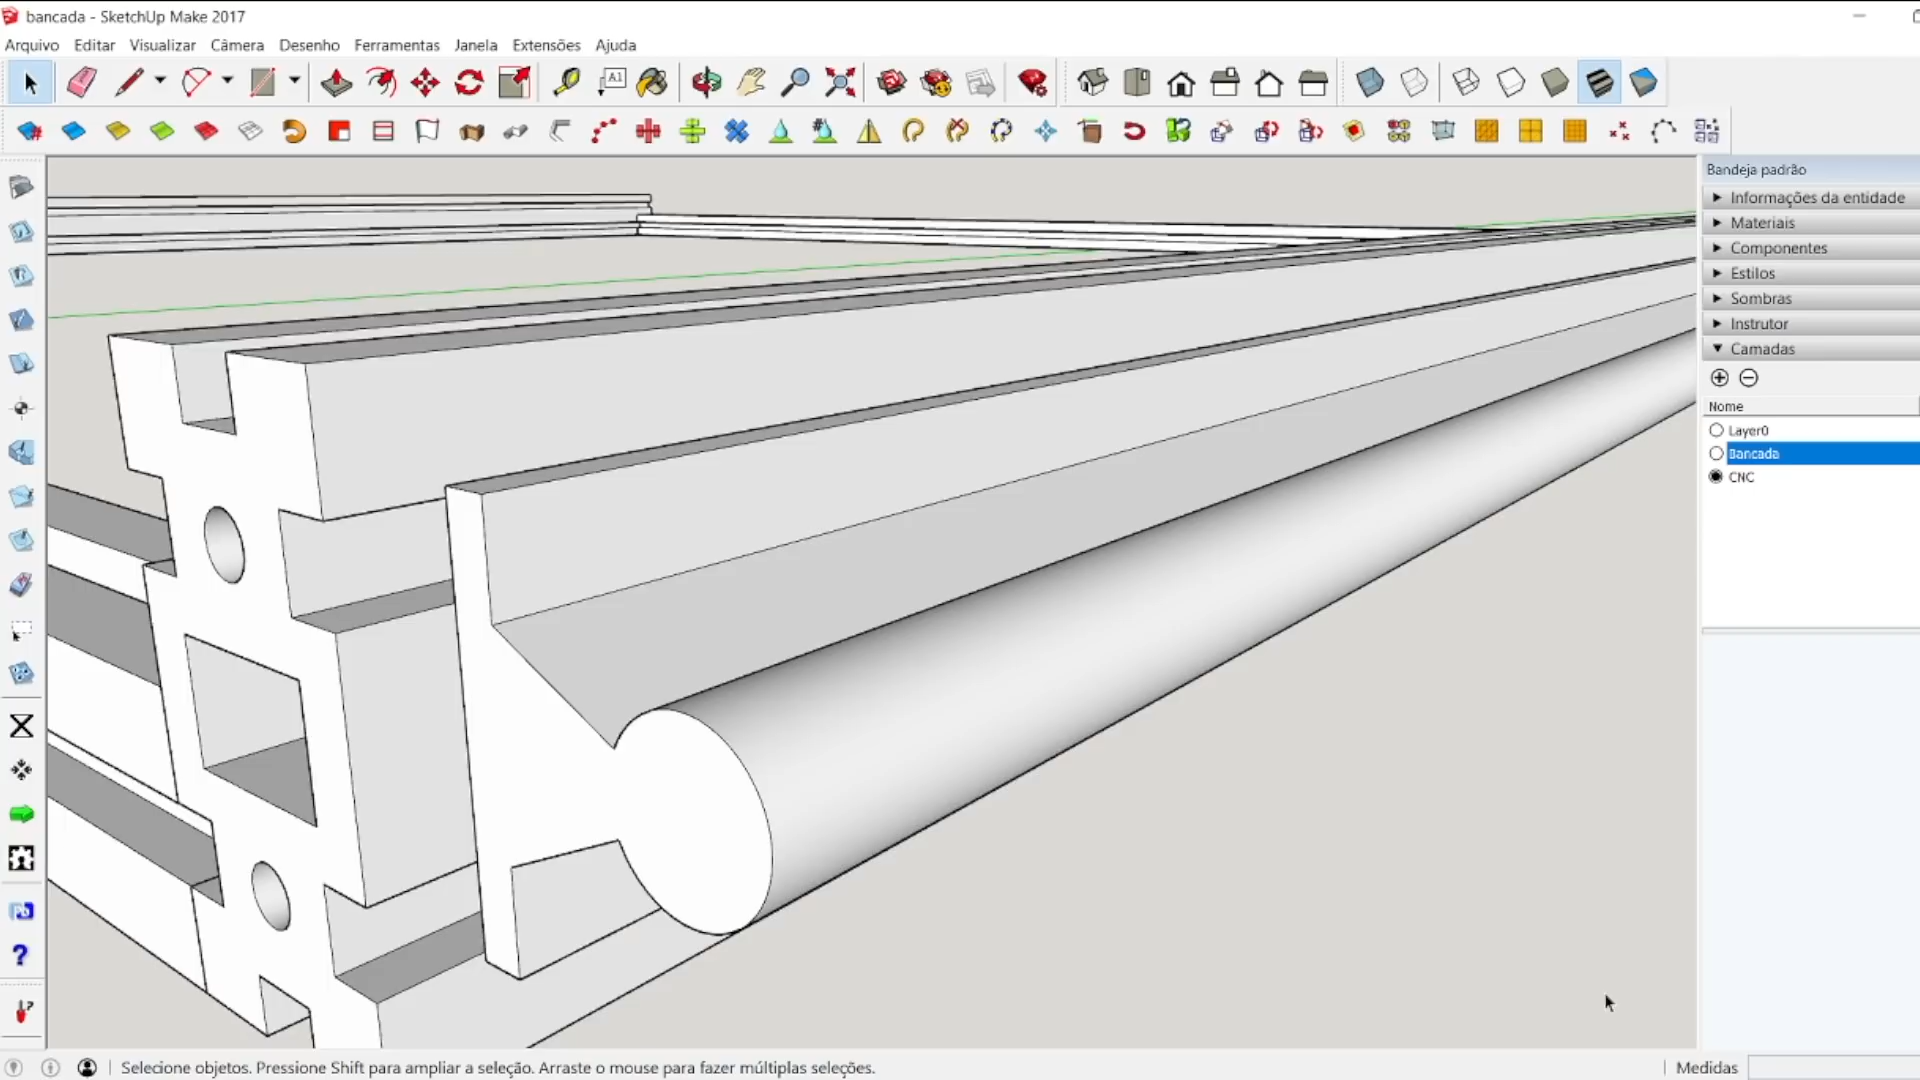 bancada - SketchUp Make 2017
Arquivo Editar Visualizar Câmera Desenho Ferramentas Janela Extensões Ajuda
A1
Bandeja padrão
Informações da entidade
Materiais
Componentes
Estilos
Sombras
Instrutor
Camadas
Nome
Layer0
Bancada
CNC
Selecione objetos. Pressione Shift para ampliar a seleção. Arraste o mouse para fazer múltiplas seleções.
Medidas